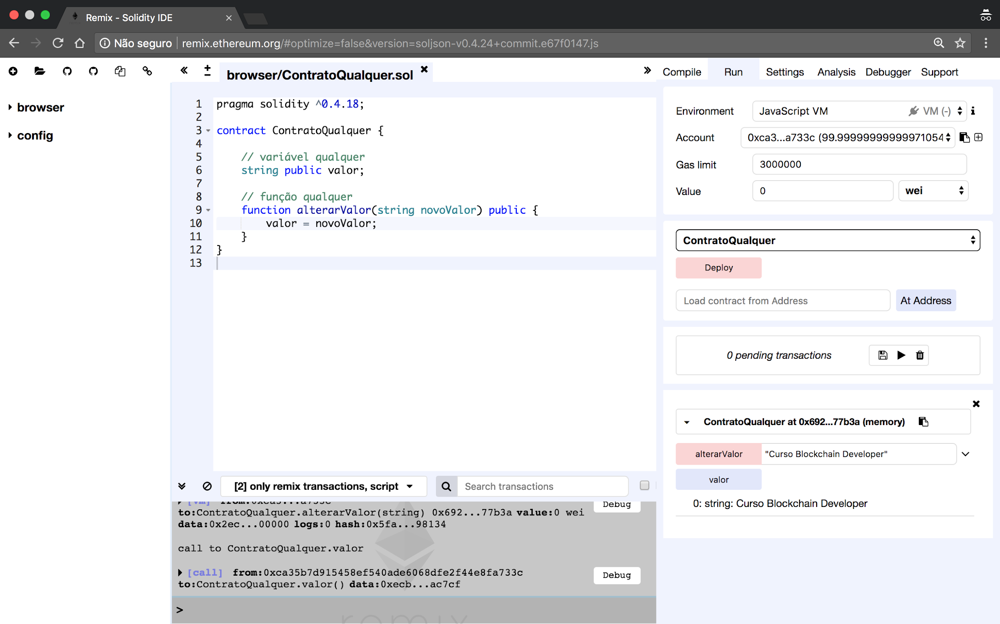 Remix - Solidity IDE
Não seguro remix.ethereum.org/#optimize=false&version=soljson-v0.4.24+commit.e67f0147.js
browser/ContratoQualquer.sol
Compile Run Settings Analysis Debugger Support
browser
config
1 pragma solidity ^0.4.18;
2
3 contract ContratoQualquer {
4
5 // variável qualquer
6 string public valor;
7
8 // função qualquer
9 function alterarValor(string novoValor) public {
10 valor = novoValor;
11 }
12 }
13
Environment JavaScript VM VM (-)
Account 0xca3...a733c (99.99999999999971054
Gas limit 3000000
Value 0 wei
ContratoQualquer
Deploy
Load contract from Address At Address
0 pending transactions
ContratoQualquer at 0x692...77b3a (memory)
alterarValor "Curso Blockchain Developer"
valor
0: string: Curso Blockchain Developer
[2] only remix transactions, script Search transactions
[vm] from:0xca3...a733c Debug
to:ContratoQualquer.alterarValor(string) 0x692...77b3a value:0 wei
data:0x2ec...00000 logs:0 hash:0x5fa...98134
call to ContratoQualquer.valor
[call] from:0xca35b7d915458ef540ade6068dfe2f44e8fa733c Debug
to:ContratoQualquer.valor() data:0xecb...ac7cf
>
remix